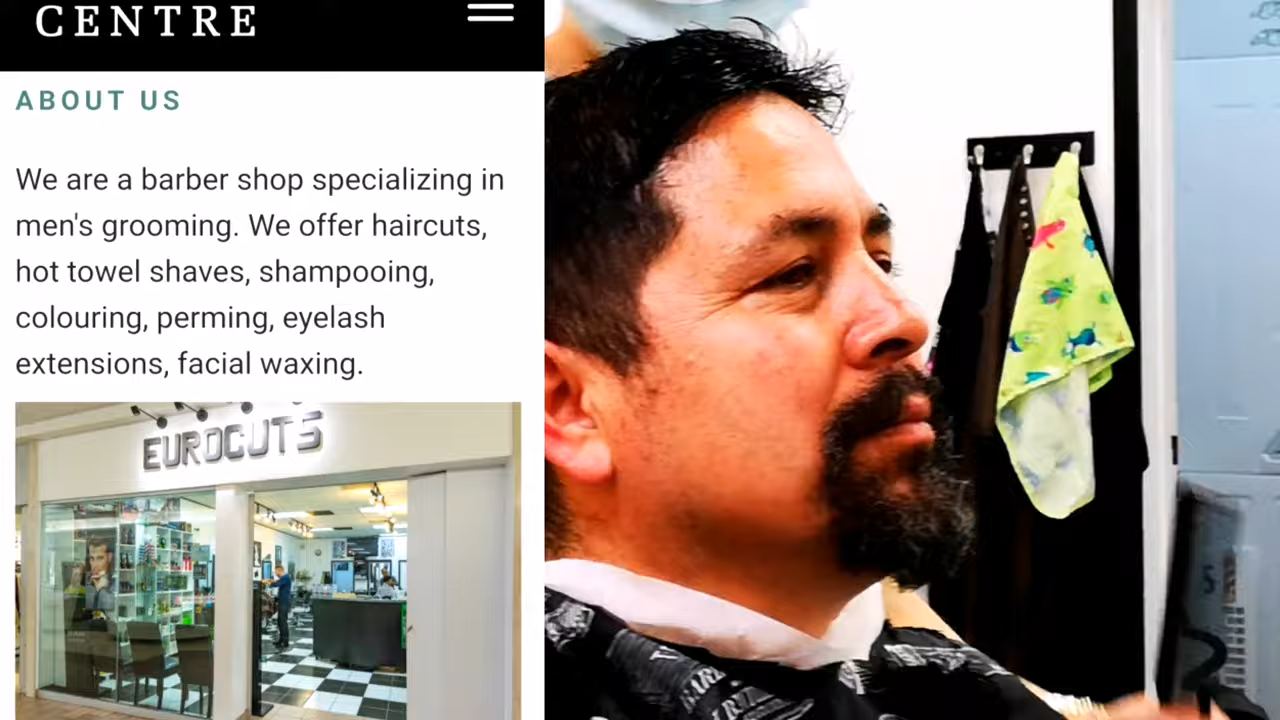 CENTRE
ABOUT US
We are a barber shop specializing in
men's grooming. We offer haircuts,
hot towel shaves, shampooing,
colouring, perming, eyelash
extensions, facial waxing.
EUROCUTS